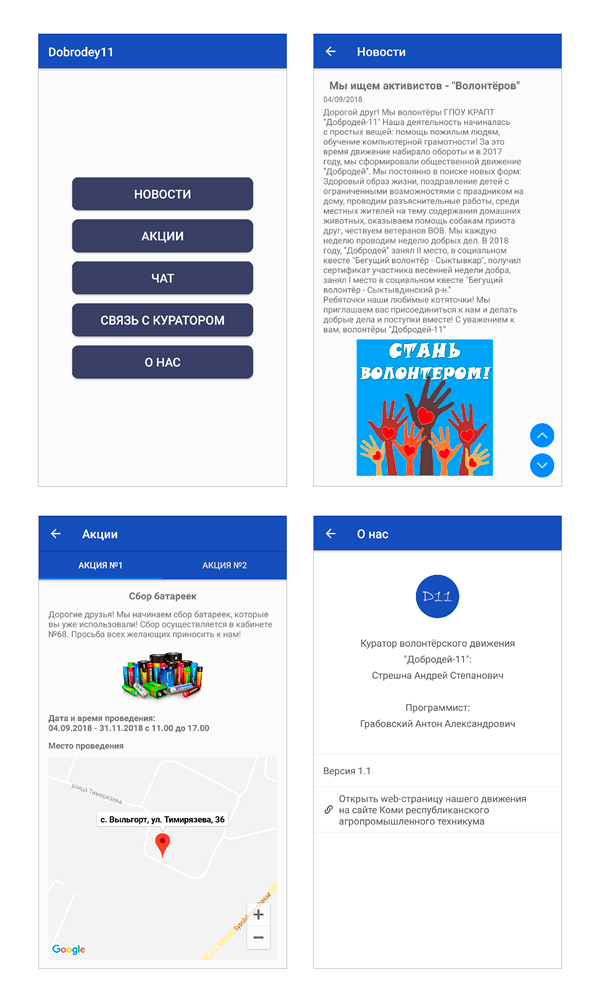 Dobrodey11
НОВОСТИ
АКЦИИ
ЧАТ
СВЯЗЬ С КУРАТОРОМ
О НАС
Новости
Мы ищем активистов - "Волонтёров"
04/09/2018
Дорогой друг! Мы волонтёры ГПОУ КРАПТ
"Добродей-11" Наша деятельность начиналась
с простых вещей: помощь пожилым людям,
обучение компьютерной грамотности! За это
время движение набирало обороты и в 2017
году, мы сформировали общественной движение
"Добродей". Мы постоянно в поиске новых форм:
Здоровый образ жизни, поздравление детей с
ограниченными возможностями с праздником на
дому, проводим разъяснительные работы, среди
местных жителей на тему содержания домашних
животных, оказываем помощь собакам приюта
друг, чествуем ветеранов ВОВ. Мы каждую
неделю проводим неделю добрых дел. В 2018
году, "Добродей" занял II место, в социальном
квесте "Бегущий волонтёр - Сыктывкар", получил
сертификат участника весенней недели добра,
занял I место в социальном квесте "Бегущий
волонтёр - Сыктывдинский р-н."
Ребяточки наши любимые котяточки! Мы
приглашаем вас присоединиться к нам и делать
добрые дела и поступки вместе! С уважением к
вам, волонтёры "Добродей-11"
СТАНЬ
ВОЛОНТЕРОМ!
Акции
АКЦИЯ №1 АКЦИЯ №2
Сбор батареек
Дорогие друзья! Мы начинаем сбор батареек, которые
вы уже использовали! Сбор осуществляется в кабинете
№68. Просьба всех желающих приносить к нам!
Дата и время проведения:
04.09.2018 - 31.11.2018 с 11.00 до 17.00
Место проведения
улица Тимирязева
с. Выльгорт, ул. Тимирязева, 36
+
−
Google
О нас
D11
Куратор волонтёрского движения
"Добродей-11":
Стрешна Андрей Степанович
Программист:
Грабовский Антон Александрович
Версия 1.1
Открыть web-страницу нашего движения
на сайте Коми республиканского
агропромышленного техникума